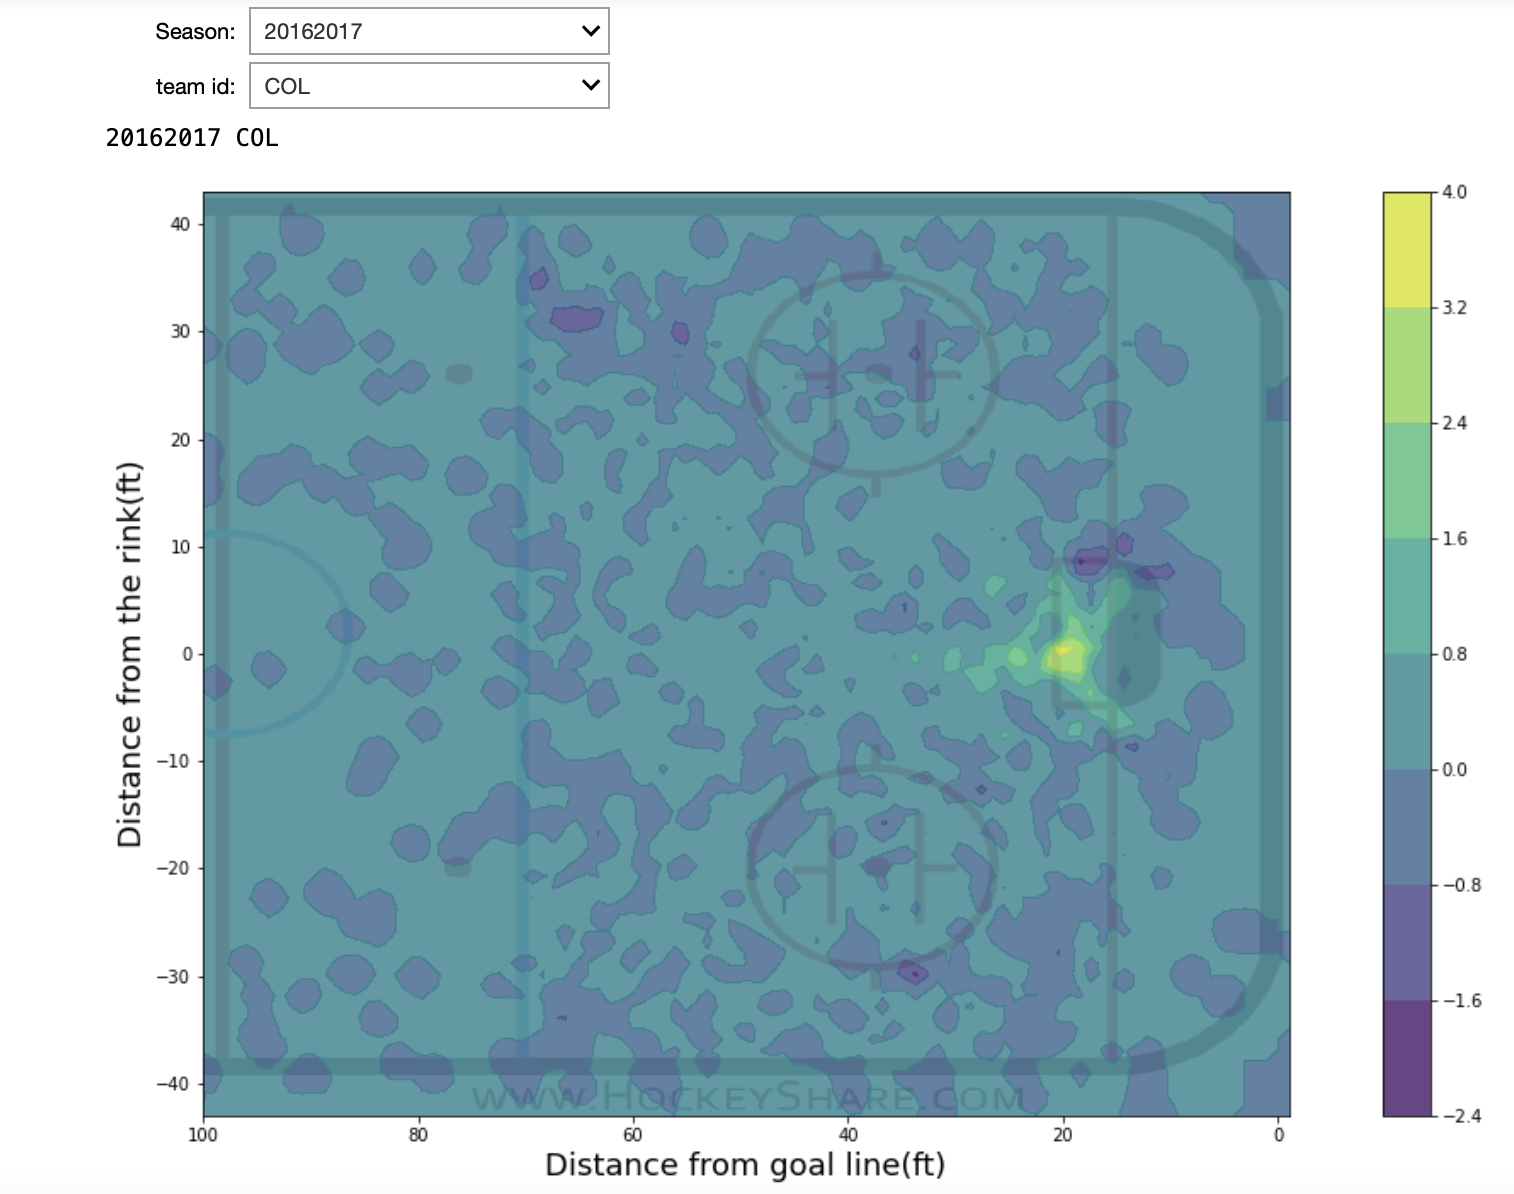 Season: 20162017
team id: COL
20162017 COL
40
30
20
10
0
−10
−20
−30
−40
Distance from the rink(ft)
WWW.HOCKEYSHARE.COM
100 80 60 40 20 0
Distance from goal line(ft)
4.0
3.2
2.4
1.6
0.8
0.0
−0.8
−1.6
−2.4